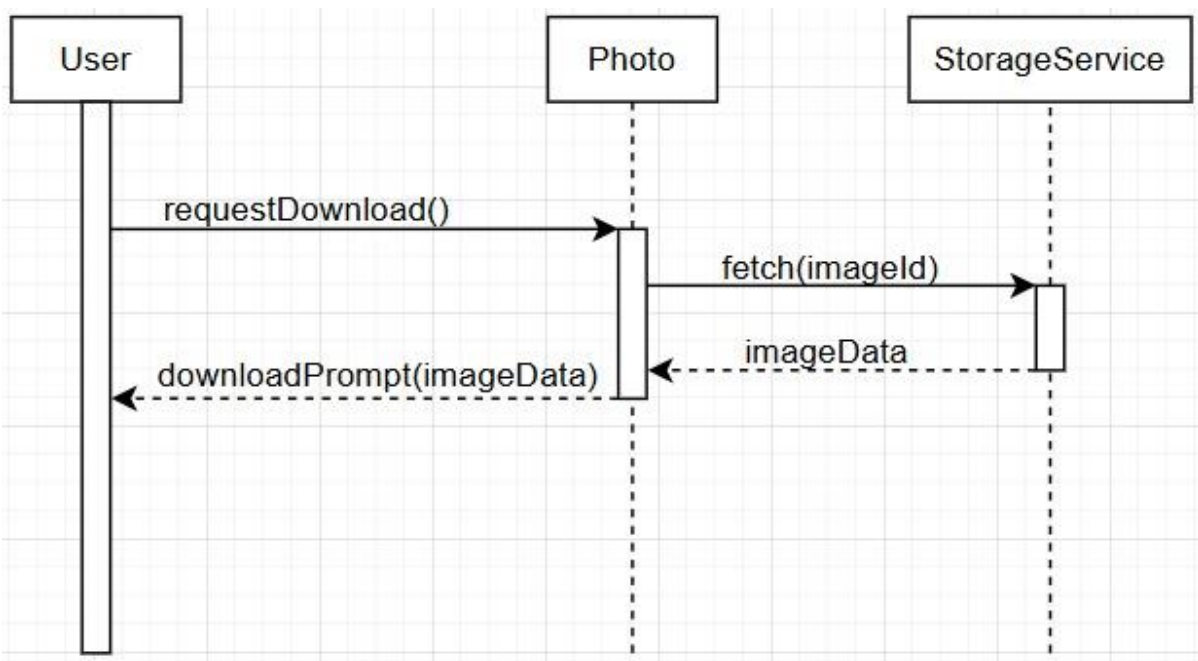 User
Photo
StorageService
requestDownload()
fetch(imageId)
imageData
downloadPrompt(imageData)